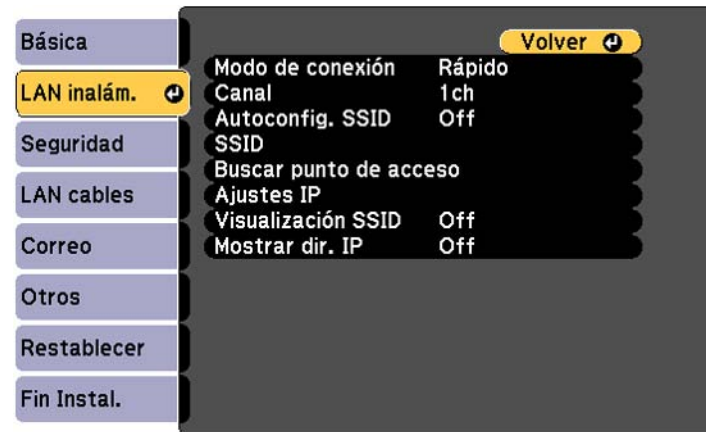 Básica
LAN inalám.
Seguridad
LAN cables
Correo
Otros
Restablecer
Fin Instal.
Volver
Modo de conexión Rápido
Canal 1ch
Autoconfig. SSID Off
SSID
Buscar punto de acceso
Ajustes IP
Visualización SSID Off
Mostrar dir. IP Off